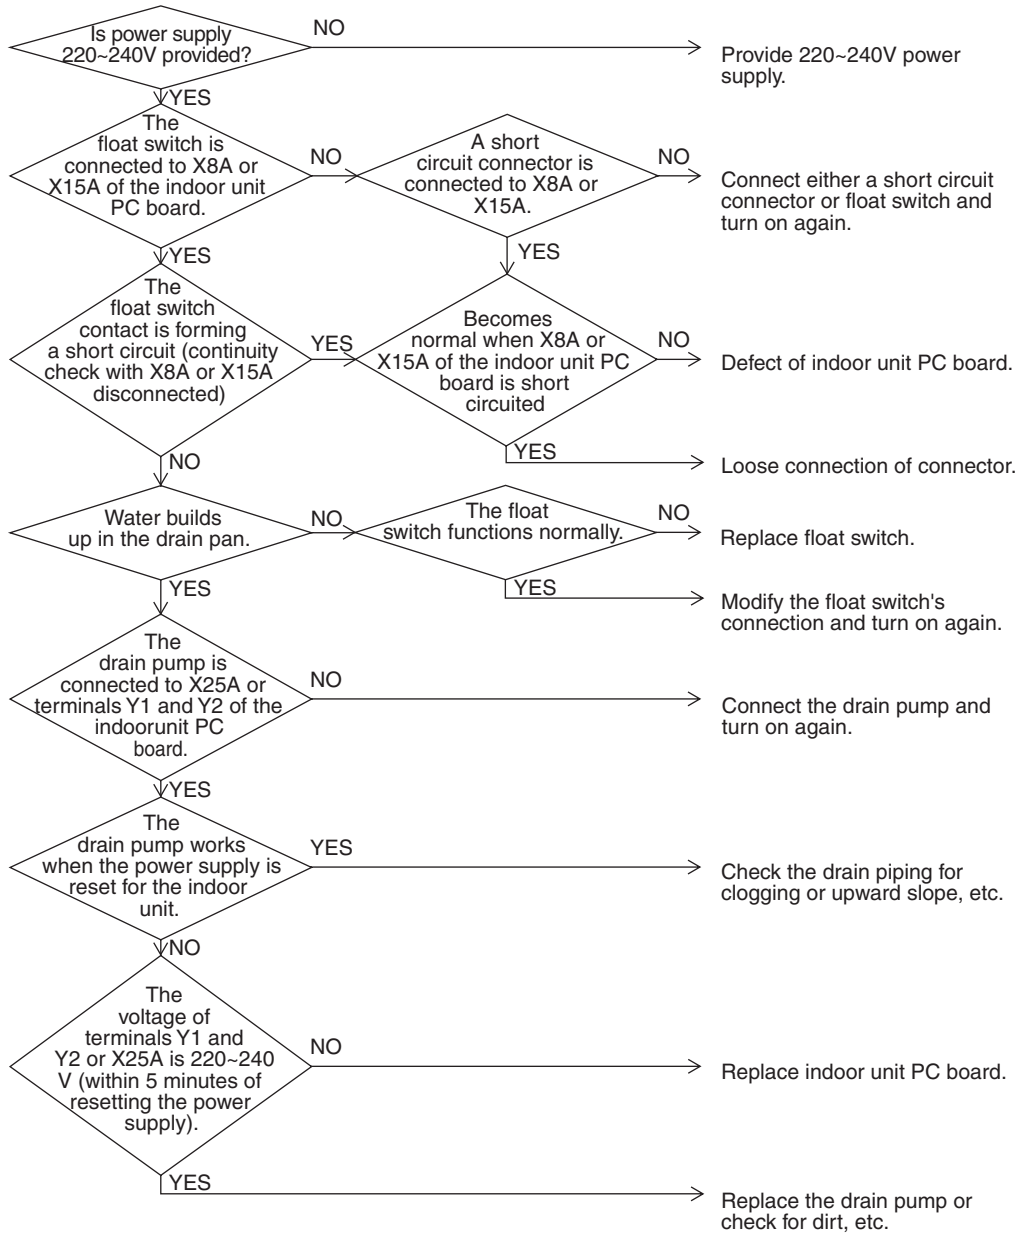 Is power supply
220~240V provided?
NO
Provide 220~240V power
supply.
YES
The
float switch is
connected to X8A or
X15A of the indoor unit
PC board.
NO
A short
circuit connector is
connected to X8A or
X15A.
NO
Connect either a short circuit
connector or float switch and
turn on again.
YES
YES
The
float switch
contact is forming
a short circuit (continuity
check with X8A or X15A
disconnected)
YES
Becomes
normal when X8A or
X15A of the indoor unit PC
board is short
circuited
NO
Defect of indoor unit PC board.
YES
Loose connection of connector.
NO
Water builds
up in the drain pan.
NO
The float
switch functions normally.
NO
Replace float switch.
YES
Modify the float switch's
connection and turn on again.
YES
The
drain pump is
connected to X25A or
terminals Y1 and Y2 of the
indoorunit PC
board.
NO
Connect the drain pump and
turn on again.
YES
The
drain pump works
when the power supply is
reset for the indoor
unit.
YES
Check the drain piping for
clogging or upward slope, etc.
NO
The
voltage of
terminals Y1 and
Y2 or X25A is 220~240
V (within 5 minutes of
resetting the power
supply).
NO
Replace indoor unit PC board.
YES
Replace the drain pump or
check for dirt, etc.